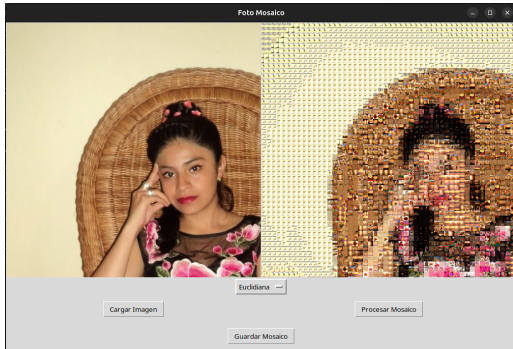 Foto Mosaico
Euclidiana
Cargar Imagen
Procesar Mosaico
Guardar Mosaico